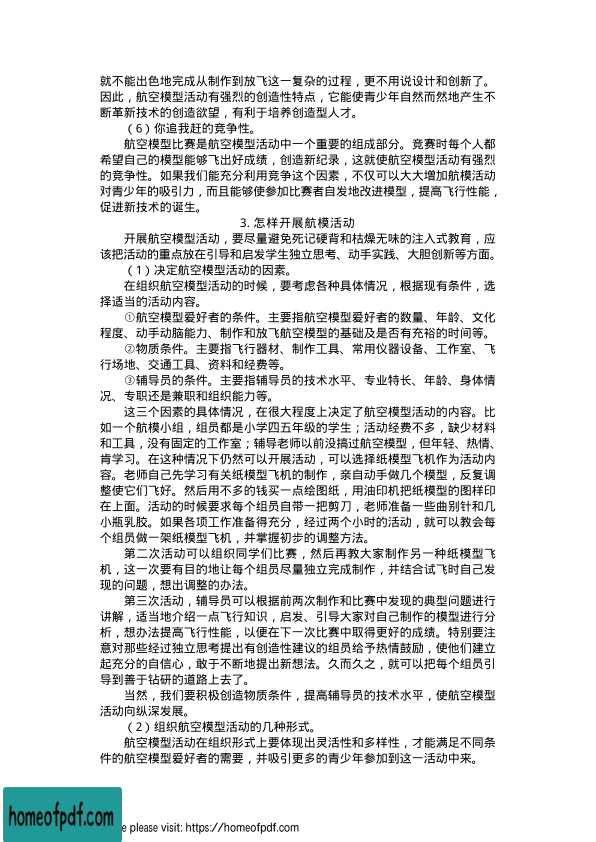 就不能出色地完成从制作到放飞这一复杂的过程，更不用说设计和创新了。
因此，航空模型活动有强烈的创造性特点，它能使青少年自然而然地产生不
断革新技术的创造欲望，有利于培养创造型人才。
（6）你追我赶的竞争性。
航空模型比赛是航空模型活动中一个重要的组成部分。竞赛时每个人都
希望自己的模型能够飞出好成绩，创造新纪录，这就使航空模型活动有强烈
的竞争性。如果我们能充分利用竞争这个因素，不仅可以大大增加航模活动
对青少年的吸引力，而且能够使参加比赛者自发地改进模型，提高飞行性能，
促进新技术的诞生。
3. 怎样开展航模活动
开展航空模型活动，要尽量避免死记硬背和枯燥无味的注入式教育，应
该把活动的重点放在引导和启发学生独立思考、动手实践、大胆创新等方面。
（1）决定航空模型活动的因素。
在组织航空模型活动的时候，要考虑各种具体情况，根据现有条件，选
择适当的活动内容。
①航空模型爱好者的条件。主要指航空模型爱好者的数量、年龄、文化
程度、动手动脑能力、制作和放飞航空模型的基础及是否有充裕的时间等。
②物质条件。主要指飞行器材、制作工具、常用仪器设备、工作室、飞
行场地、交通工具、资料和经费等。
③辅导员的条件。主要指辅导员的技术水平、专业特长、年龄、身体情
况、专职还是兼职和组织能力等。
这三个因素的具体情况，在很大程度上决定了航空模型活动的内容。比
如一个航模小组，组员都是小学四五年级的学生；活动经费不多，缺少材料
和工具，没有固定的工作室；辅导老师以前没搞过航空模型，但年轻、热情、
肯学习。在这种情况下仍然可以开展活动，可以选择纸模型飞机作为活动内
容。老师自己先学习有关纸模型飞机的制作，亲自动手做几个模型，反复调
整使它们飞好。然后用不多的钱买一点绘图纸，用油印机把纸模型的图样印
在上面。活动的时候要求每个组员自带一把剪刀，老师准备一些曲别针和几
小瓶乳胶。如果各项工作准备得充分，经过两个小时的活动，就可以教会每
个组员做一架纸模型飞机，并掌握初步的调整方法。
第二次活动可以组织同学们比赛，然后再教大家制作另一种纸模型飞
机，这一次要有目的地让每个组员尽量独立完成制作，并结合试飞时自己发
现的问题，想出调整的办法。
第三次活动，辅导员可以根据前两次制作和比赛中发现的典型问题进行
讲解，适当地介绍一点飞行知识，启发、引导大家对自己制作的模型进行分
析，想办法提高飞行性能，以便在下一次比赛中取得更好的成绩。特别要注
意对那些经过独立思考提出有创造性建议的组员给予热情鼓励，使他们建立
起充分的自信心，敢于不断地提出新想法。久而久之，就可以把每个组员引
导到善于钻研的道路上去了。
当然，我们要积极创造物质条件，提高辅导员的技术水平，使航空模型
活动向纵深发展。
（2）组织航空模型活动的几种形式。
航空模型活动在组织形式上要体现出灵活性和多样性，才能满足不同条
件的航空模型爱好者的需要，并吸引更多的青少年参加到这一活动中来。
homeofpdf.com
e please visit: https://homeofpdf.com